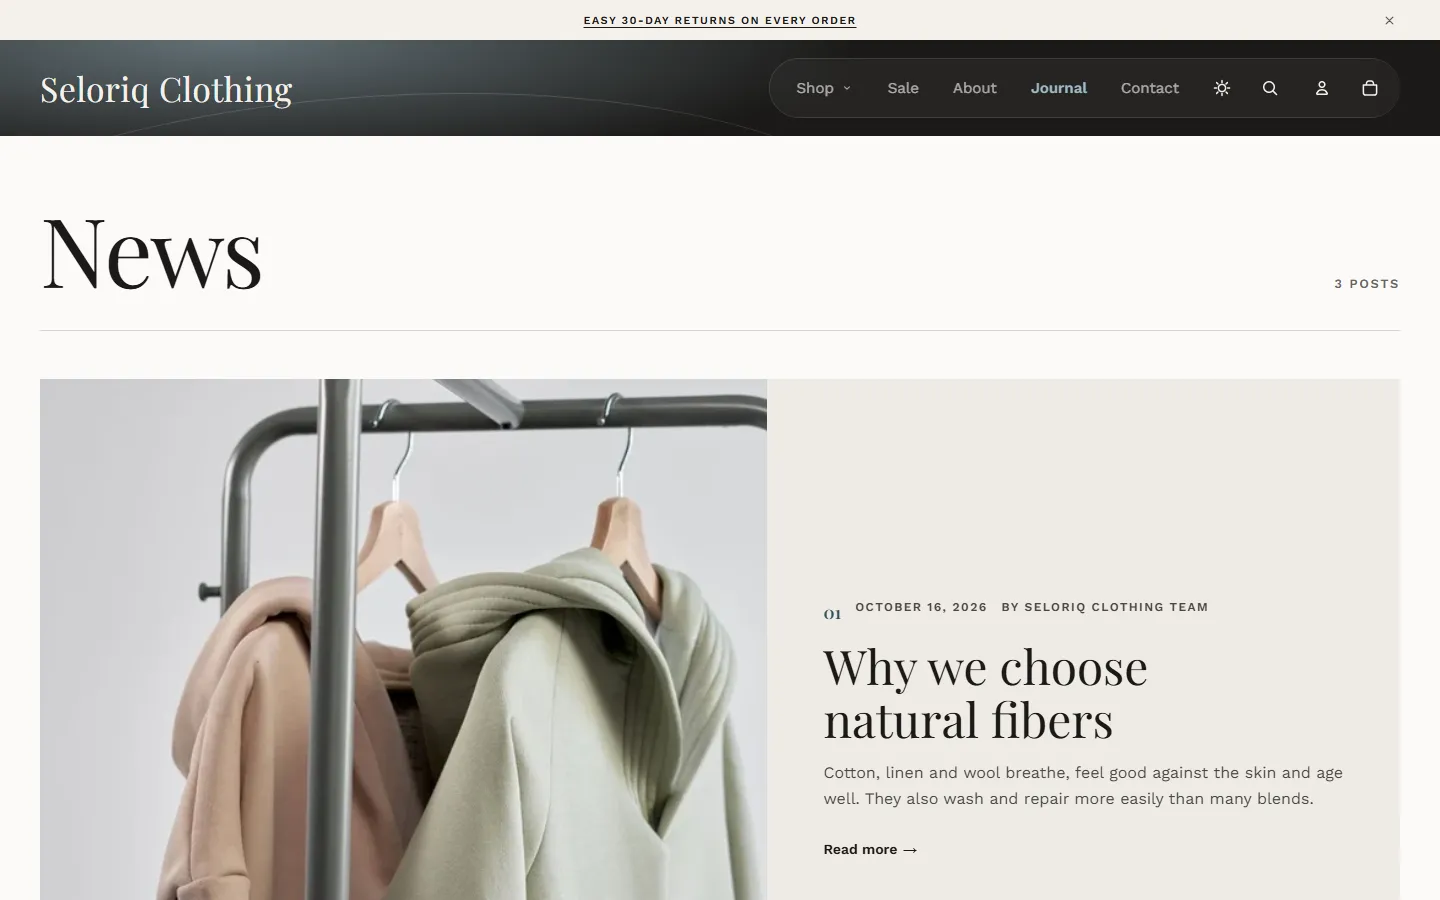 EASY 30-DAY RETURNS ON EVERY ORDER
Seloriq Clothing
Shop
Sale
About
Journal
Contact
News
3 POSTS
01
OCTOBER 16, 2026
BY SELORIQ CLOTHING TEAM
Why we choose
natural fibers
Cotton, linen and wool breathe, feel good against the skin and age
well. They also wash and repair more easily than many blends.
Read more →